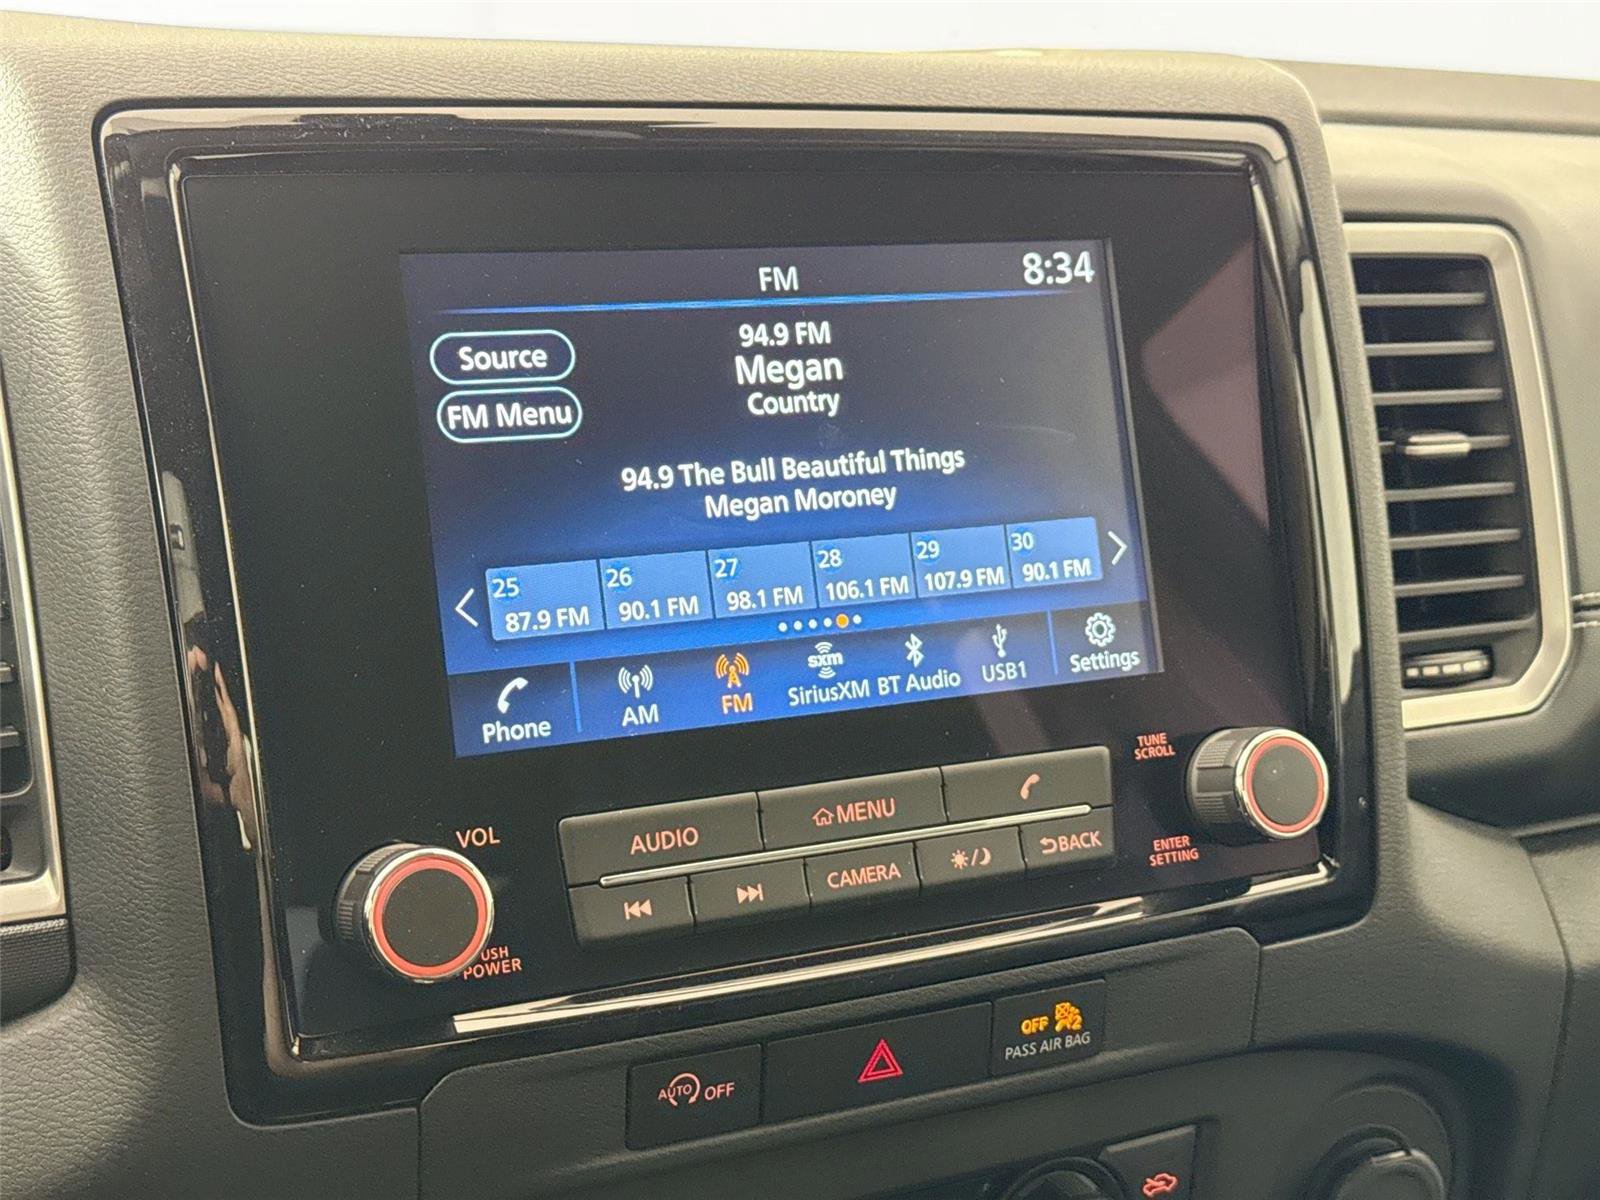 FM
8:34
Source
FM Menu
94.9 FM
Megan
Country
94.9 The Bull Beautiful Things
Megan Moroney
25
87.9 FM
26
90.1 FM
27
98.1 FM
28
106.1 FM
29
107.9 FM
30
90.1 FM
Phone
AM
FM
sxm
SiriusXM
BT Audio
USB1
Settings
TUNE
SCROLL
VOL
AUDIO
MENU
CAMERA
BACK
ENTER
SETTING
USH
POWER
AUTO OFF
OFF 2
PASS AIR BAG